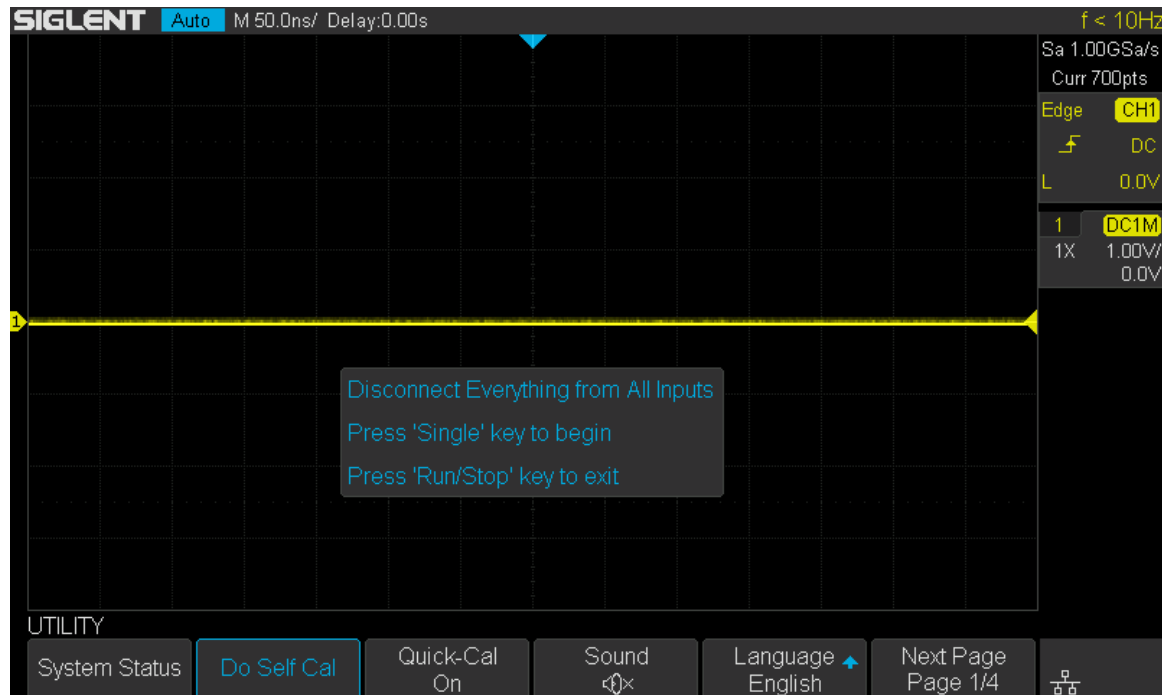 SIGLENT Auto M 50.0ns/ Delay:0.00s f < 10Hz
Sa 1.00GSa/s
Curr 700pts
Edge CH1
DC
L 0.0V
1 DC1M
1X 1.00V/
0.0V
1
Disconnect Everything from All Inputs
Press 'Single' key to begin
Press 'Run/Stop' key to exit
UTILITY
System Status
Do Self Cal
Quick-Cal
On
Sound
Language
English
Next Page
Page 1/4